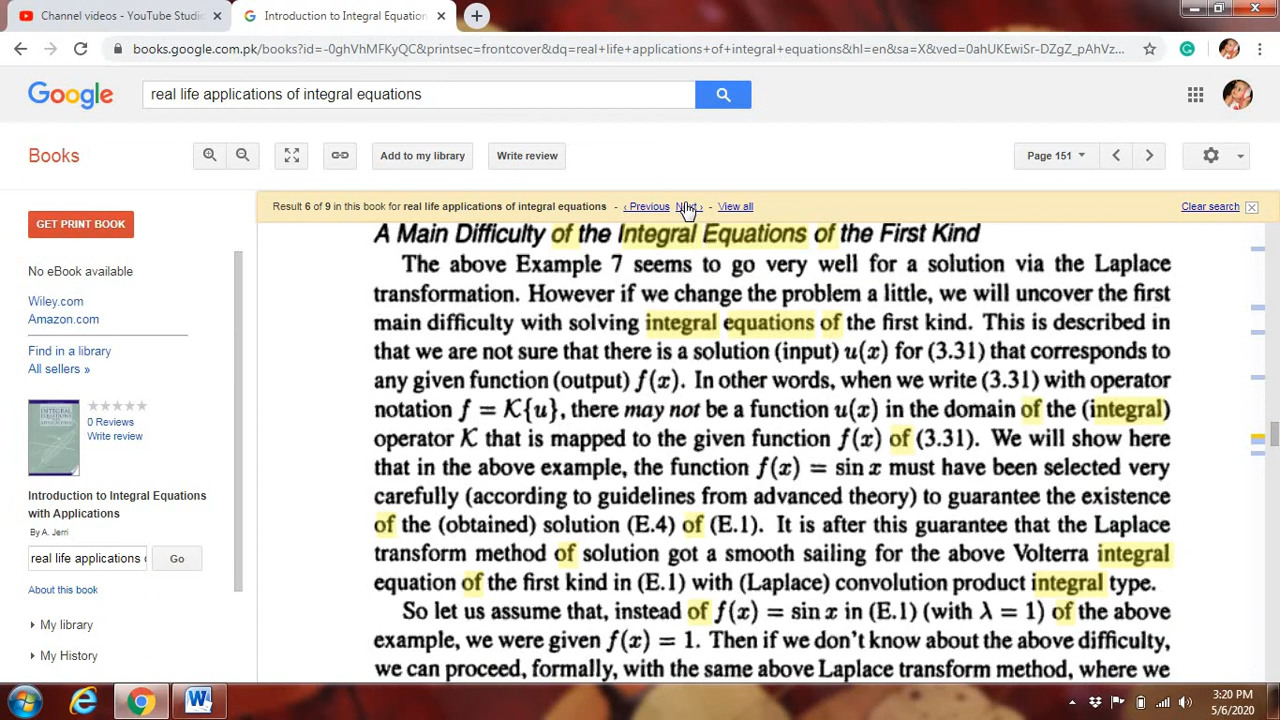 Channel videos - YouTube Studio
Introduction to Integral Equation
books.google.com.pk/books?id=-0ghVhMFKyQC&printsec=frontcover&dq=real+life+applications+of+integral+equations&hl=en&sa=X&ved=0ahUKEwiSr-DZgZ_pAhVz...
Google
real life applications of integral equations
Books
Add to my library
Write review
Page 151
Result 6 of 9 in this book for real life applications of integral equations - ‹ Previous Next › - View all
Clear search
GET PRINT BOOK
No eBook available
Wiley.com
Amazon.com
Find in a library
All sellers »
INTEGRAL
EQUATIONS
0 Reviews
Write review
Introduction to Integral Equations
with Applications
By A. Jerri
real life applications
Go
About this book
My library
My History
A Main Difficulty of the Integral Equations of the First Kind
The above Example 7 seems to go very well for a solution via the Laplace
transformation. However if we change the problem a little, we will uncover the first
main difficulty with solving integral equations of the first kind. This is described in
that we are not sure that there is a solution (input) u(x) for (3.31) that corresponds to
any given function (output) f(x). In other words, when we write (3.31) with operator
notation f = K{u}, there may not be a function u(x) in the domain of the (integral)
operator K that is mapped to the given function f(x) of (3.31). We will show here
that in the above example, the function f(x) = sin x must have been selected very
carefully (according to guidelines from advanced theory) to guarantee the existence
of the (obtained) solution (E.4) of (E.1). It is after this guarantee that the Laplace
transform method of solution got a smooth sailing for the above Volterra integral
equation of the first kind in (E.1) with (Laplace) convolution product integral type.
So let us assume that, instead of f(x) = sin x in (E.1) (with λ = 1) of the above
example, we were given f(x) = 1. Then if we don't know about the above difficulty,
we can proceed, formally, with the same above Laplace transform method, where we
3:20 PM
5/6/2020